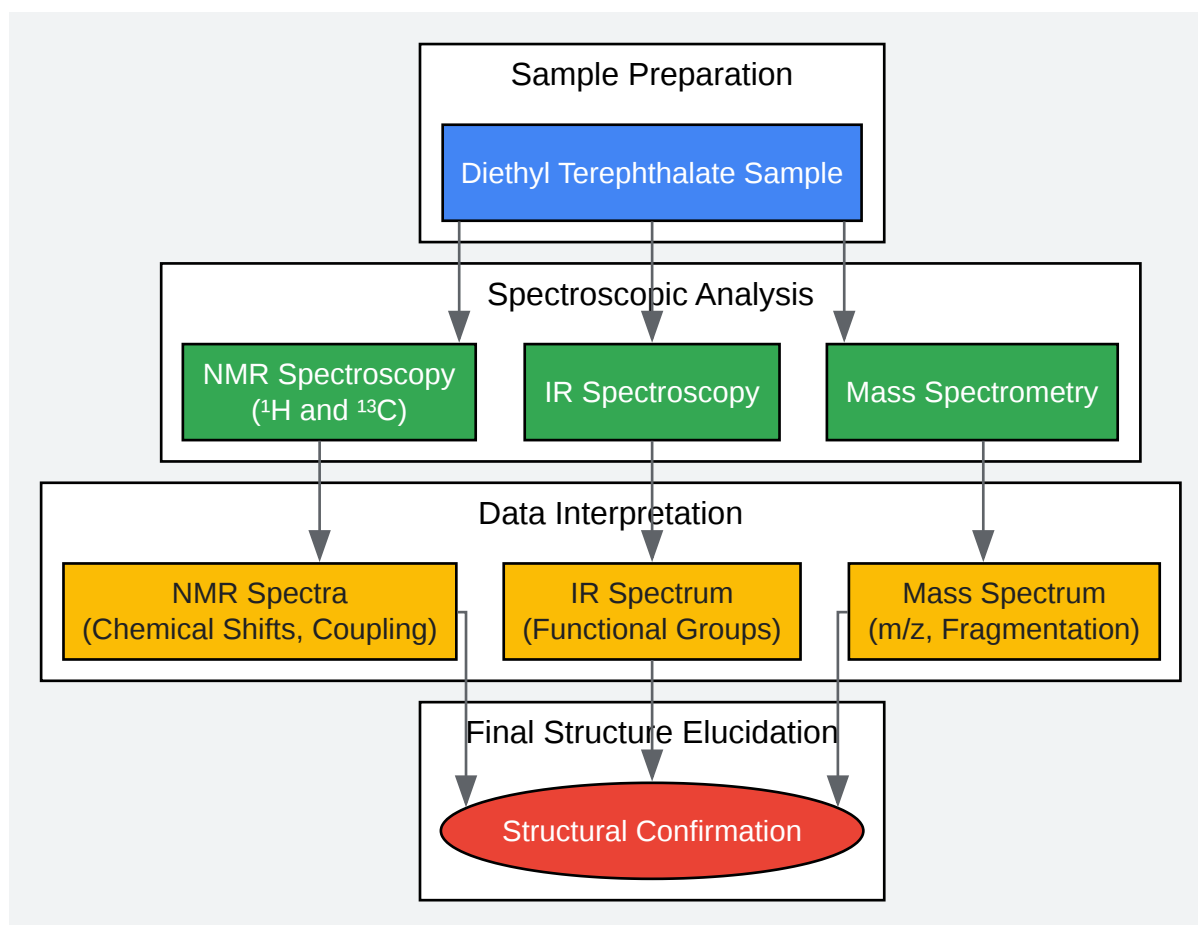 Sample Preparation
Diethyl Terephthalate Sample
Spectroscopic Analysis
NMR Spectroscopy
(¹H and ¹³C)
IR Spectroscopy
Mass Spectrometry
Data Interpretation
NMR Spectra
(Chemical Shifts, Coupling)
IR Spectrum
(Functional Groups)
Mass Spectrum
(m/z, Fragmentation)
Final Structure Elucidation
Structural Confirmation